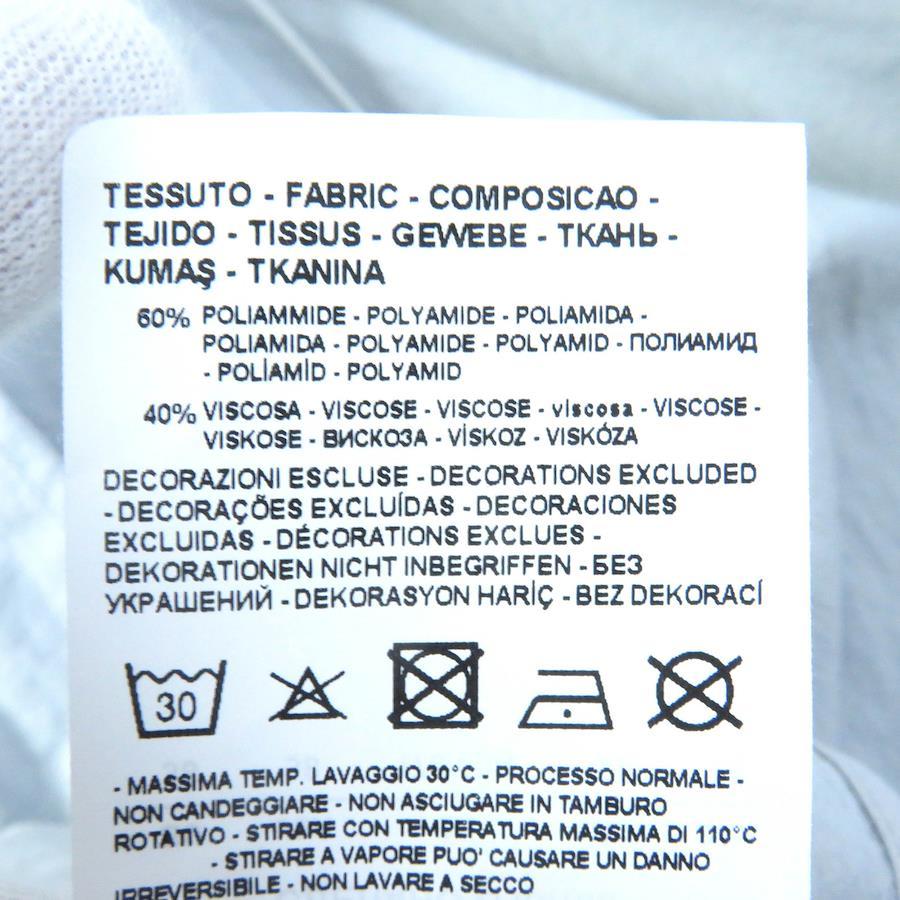 TESSUTO - FABRIC - COMPOSICAO -
TEJIDO - TISSUS - GEWEBE - ТКАНЬ -
KUMAŞ - TKANINA
60% POLIAMMIDE - POLYAMIDE - POLIAMIDA -
POLIAMIDA - POLYAMIDE - POLYAMID - ПОЛИАМИД
- POLİAMİD - POLYAMID
40% VISCOSA - VISCOSE - VISCOSE - viscosa - VISCOSE -
VISKOSE - ВИСКОЗА - VİSKOZ - VISKÓZA
DECORAZIONI ESCLUSE - DECORATIONS EXCLUDED
- DECORAÇÕES EXCLUÍDAS - DECORACIONES
EXCLUIDAS - DÉCORATIONS EXCLUES -
DEKORATIONEN NICHT INBEGRIFFEN - БЕЗ
УКРАШЕНИЙ - DEKORASYON HARİÇ - BEZ DEKORACÍ
30
- MASSIMA TEMP. LAVAGGIO 30°C - PROCESSO NORMALE -
NON CANDEGGIARE - NON ASCIUGARE IN TAMBURO
ROTATIVO - STIRARE CON TEMPERATURA MASSIMA DI 110°C
- STIRARE A VAPORE PUO' CAUSARE UN DANNO
IRREVERSIBILE - NON LAVARE A SECCO